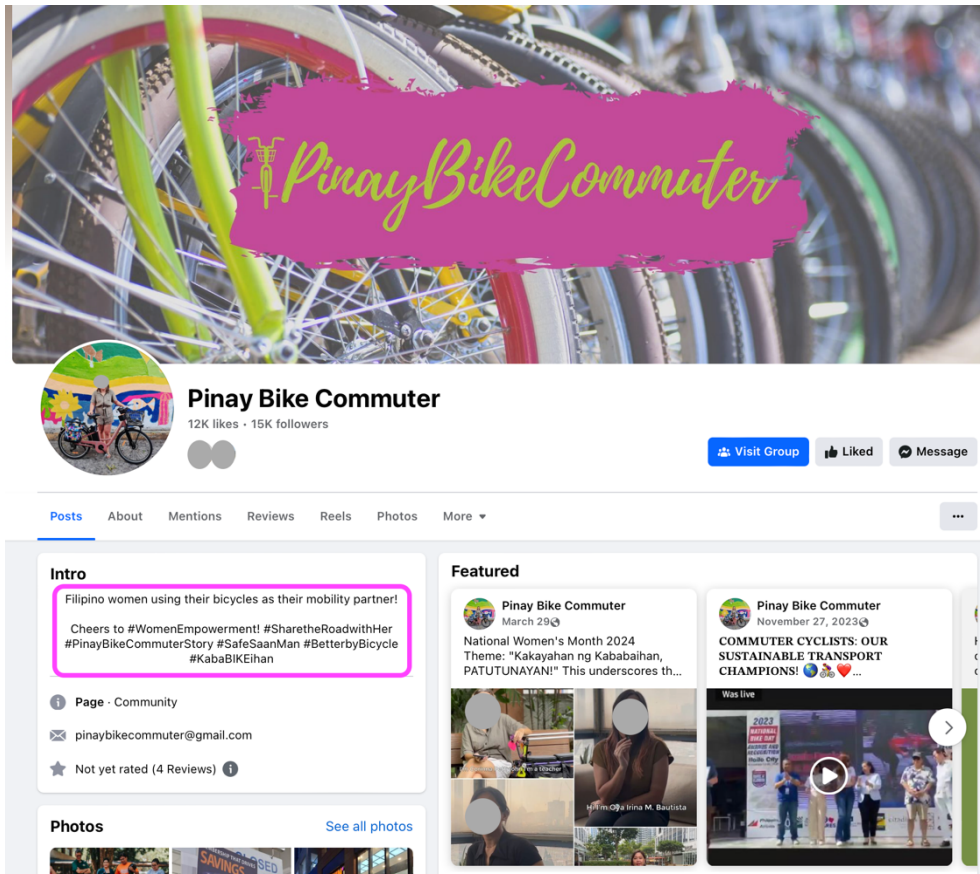 PinayBikeCommuter
Pinay Bike Commuter
12K likes · 15K followers
Visit Group
Liked
Message
Posts
About
Mentions
Reviews
Reels
Photos
More
Intro
Filipino women using their bicycles as their mobility partner!
Cheers to #WomenEmpowerment! #SharetheRoadwithHer
#PinayBikeCommuterStory #SafeSaanMan #BetterbyBicycle
#KabaBIKEihan
Page · Community
pinaybikecommuter@gmail.com
Not yet rated (4 Reviews)
Photos
See all photos
SAVINGS
Featured
Pinay Bike Commuter
March 29
National Women's Month 2024
Theme: "Kakayahan ng Kababaihan,
PATUTUNAYAN!" This underscores th...
I'm a teacher
Hi I'm Oya Irina M. Bautista
Pinay Bike Commuter
November 27, 2023
COMMUTER CYCLISTS: OUR
SUSTAINABLE TRANSPORT
CHAMPIONS! 🌎🚴❤️...
Was live
2023
NATIONAL
BIKE DAY